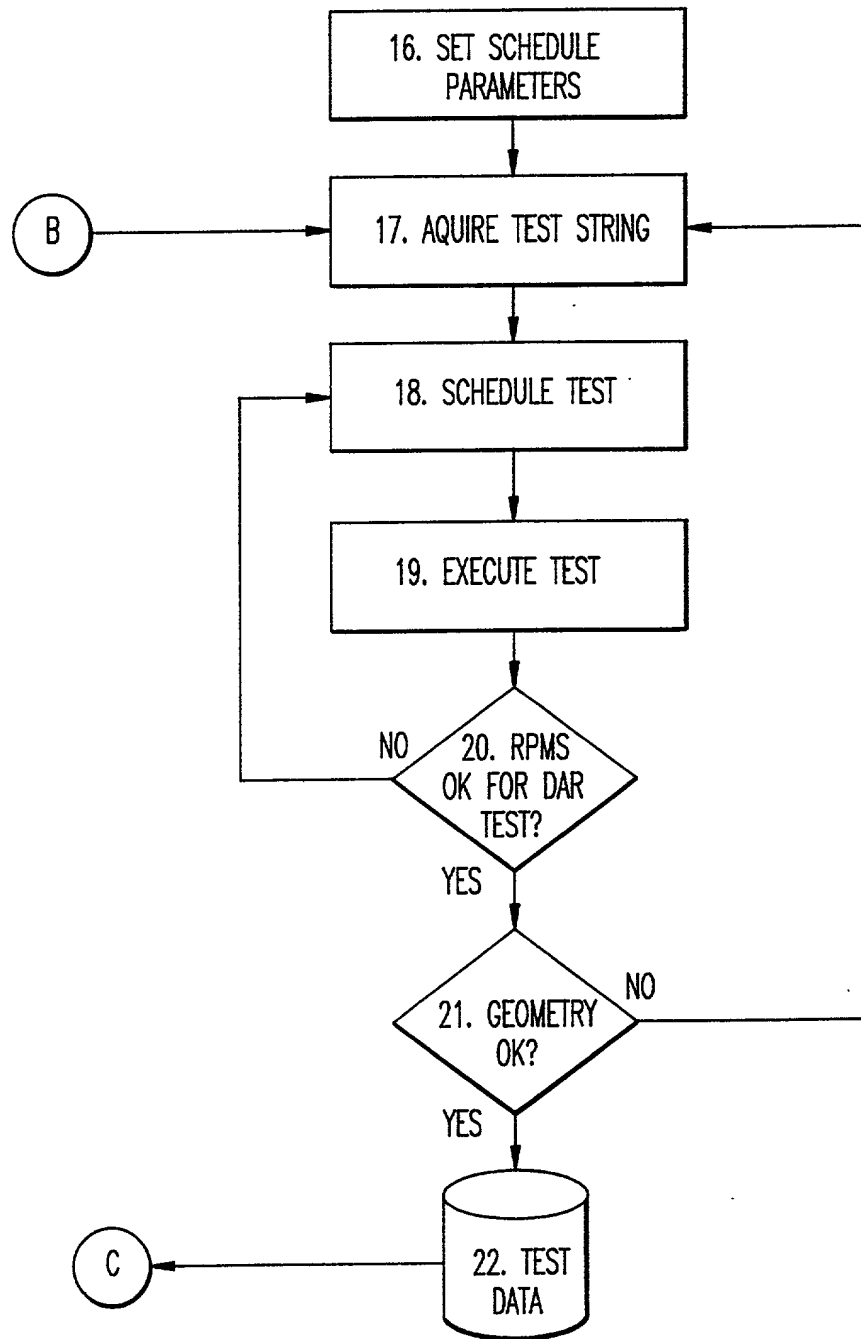 16. SET SCHEDULE
PARAMETERS
B
17. AQUIRE TEST STRING
18. SCHEDULE TEST
19. EXECUTE TEST
NO
20. RPMS
OK FOR DAR
TEST?
YES
NO
21. GEOMETRY
OK?
YES
C
22. TEST
DATA